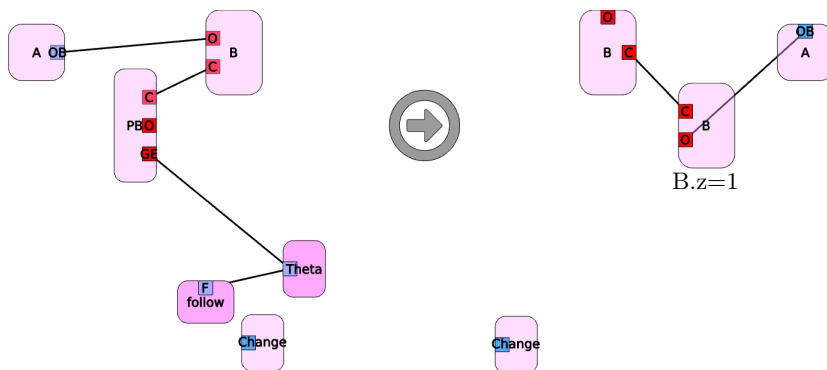 A OB
O
B
C
C
PB O
GE
Theta
F
follow
Change
O
B C
OB
A
C
B
O
B.z=1
Change